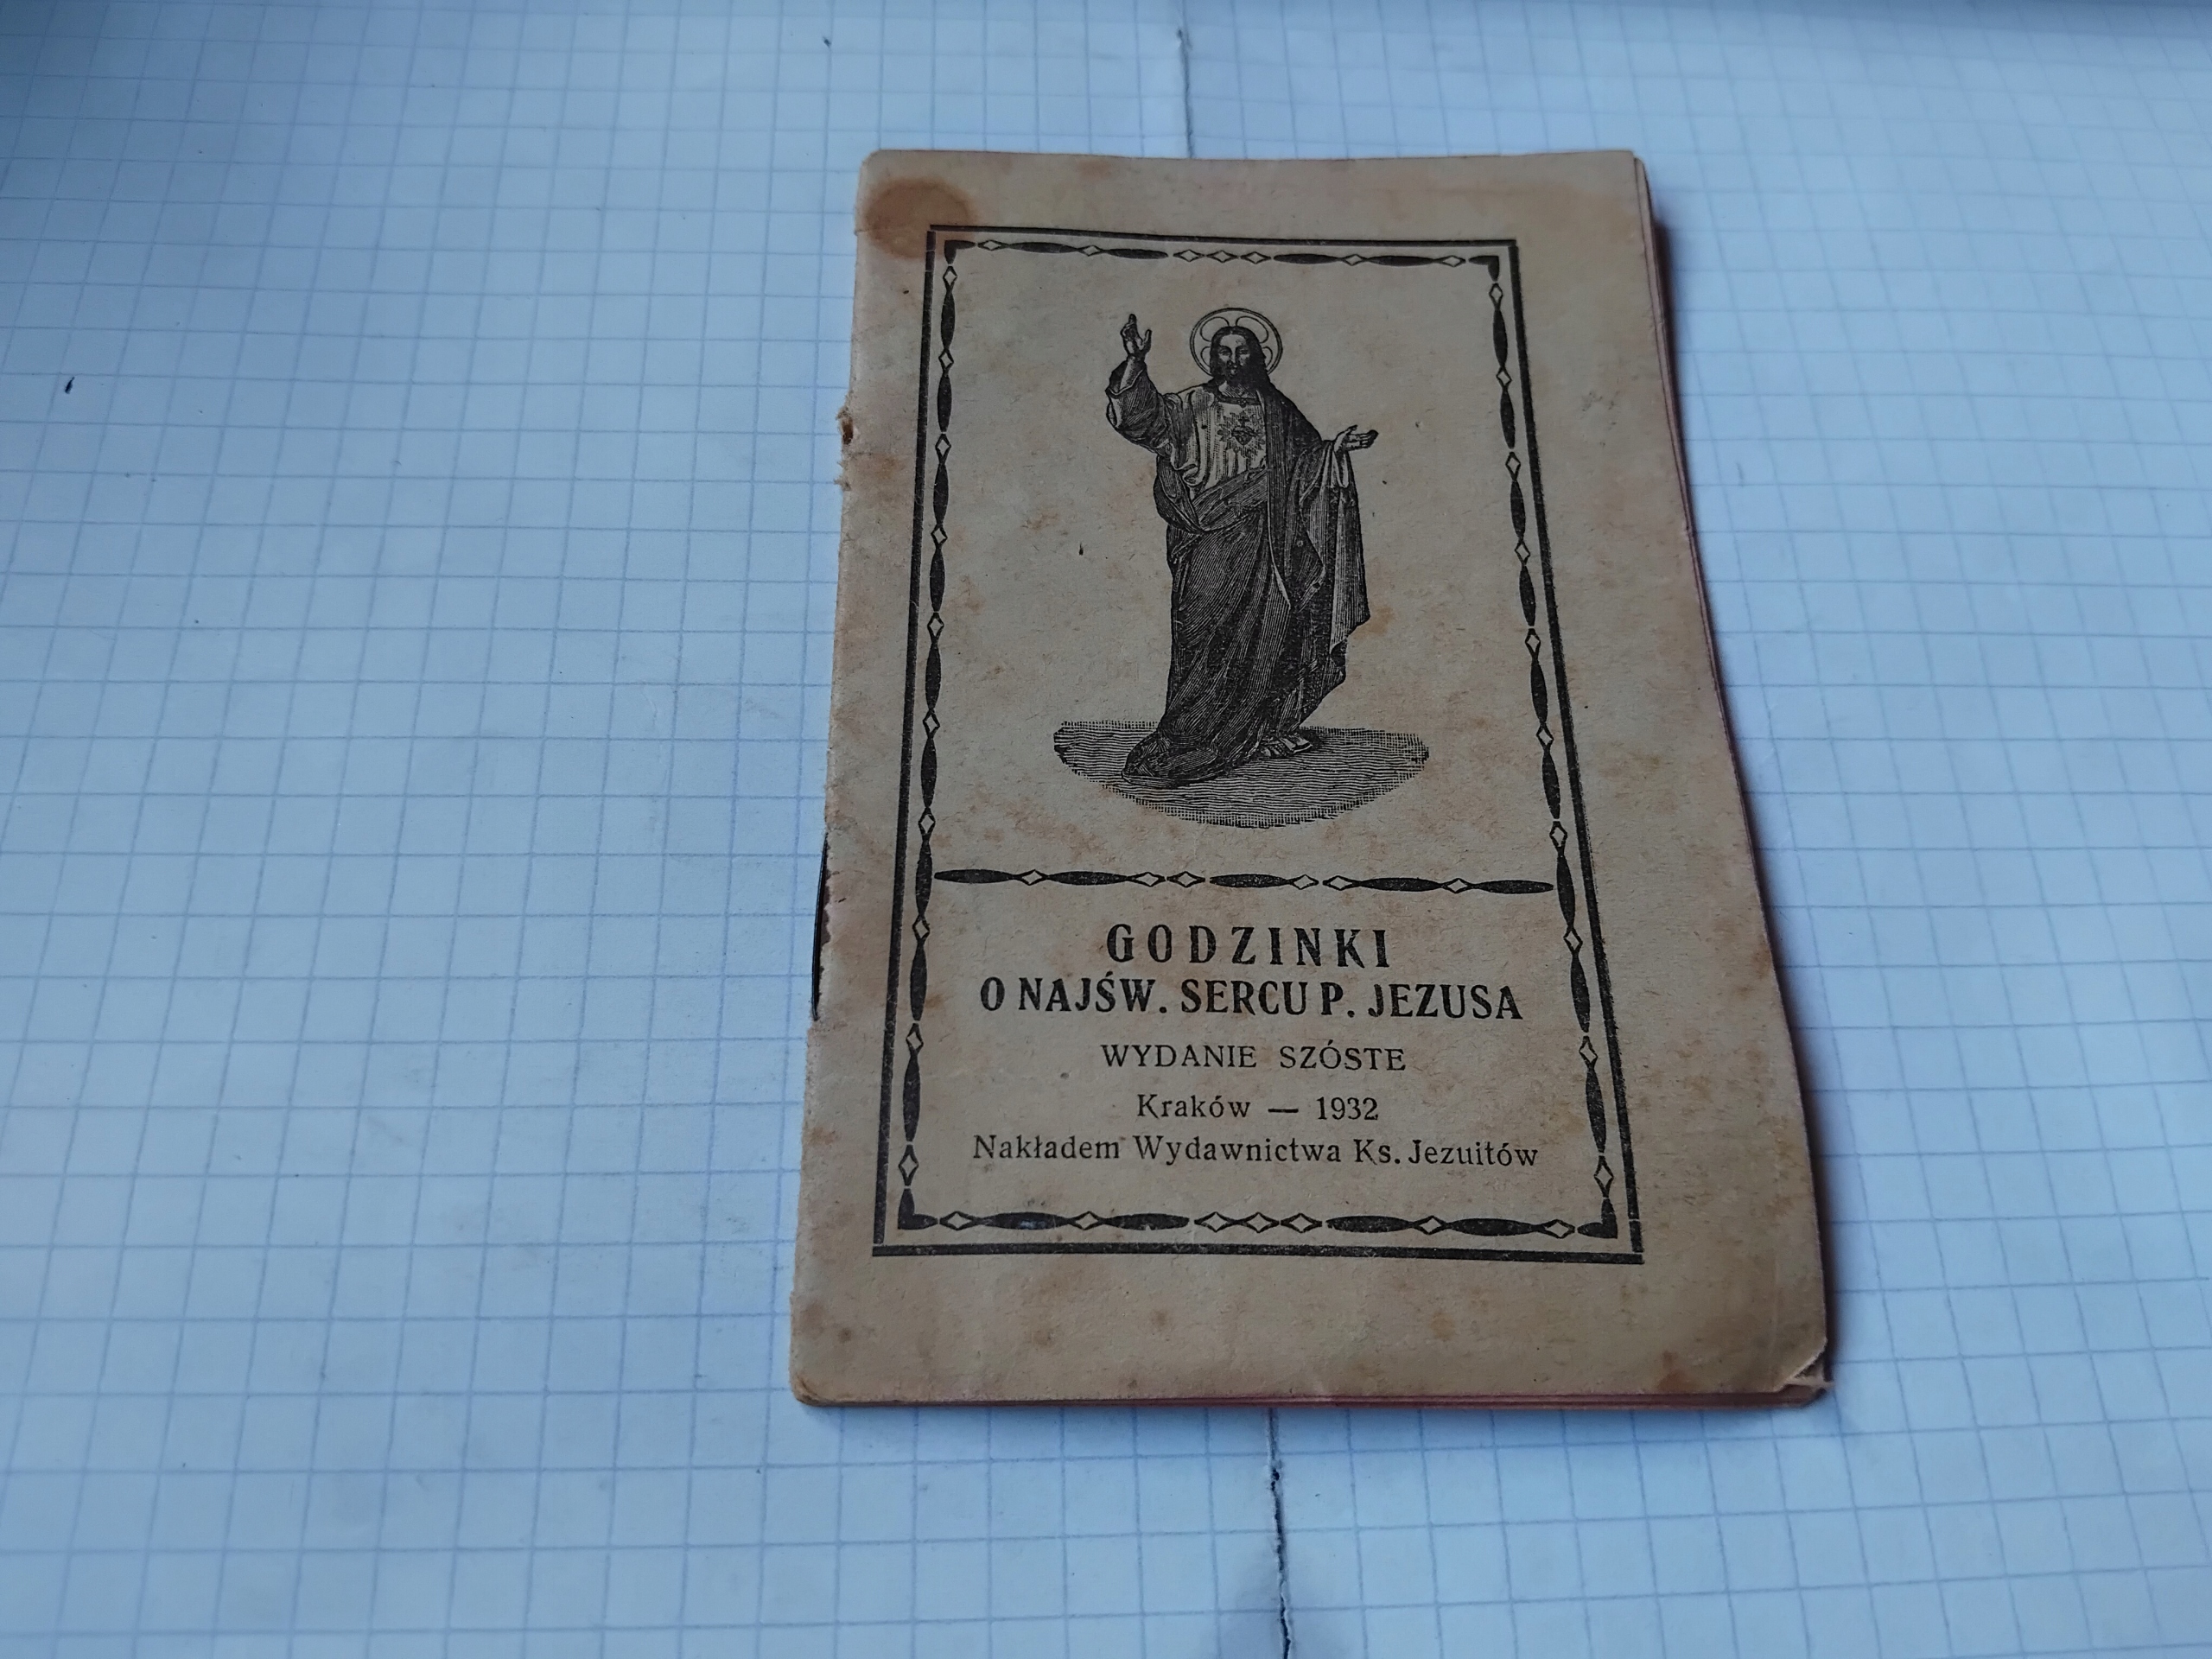 GODZINKI
O NAJŚW. SERCU P. JEZUSA
WYDANIE SZÓSTE
Kraków — 1932
Nakładem Wydawnictwa Ks. Jezuitów